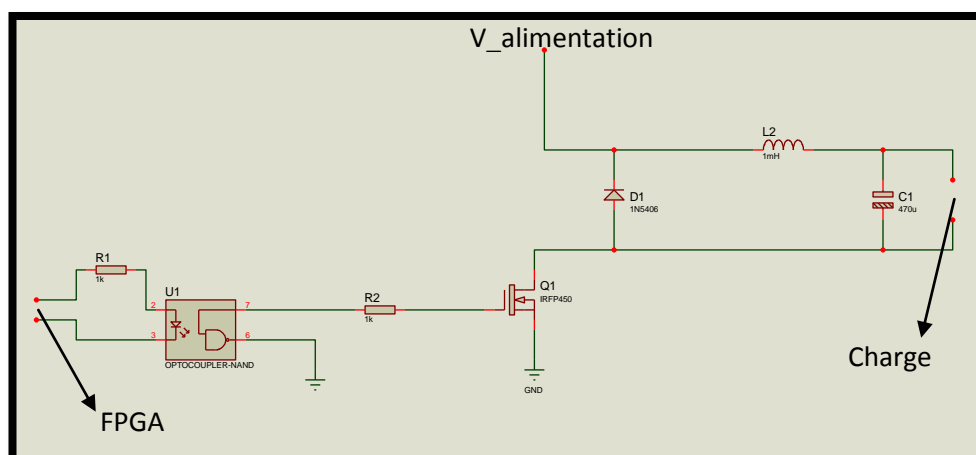 V_alimentation
L2
1mH
D1
1N5406
C1
470u
R1
1k
U1
2
7
3
6
OPTOCOUPLER-NAND
R2
1k
Q1
IRFP450
GND
Charge
FPGA